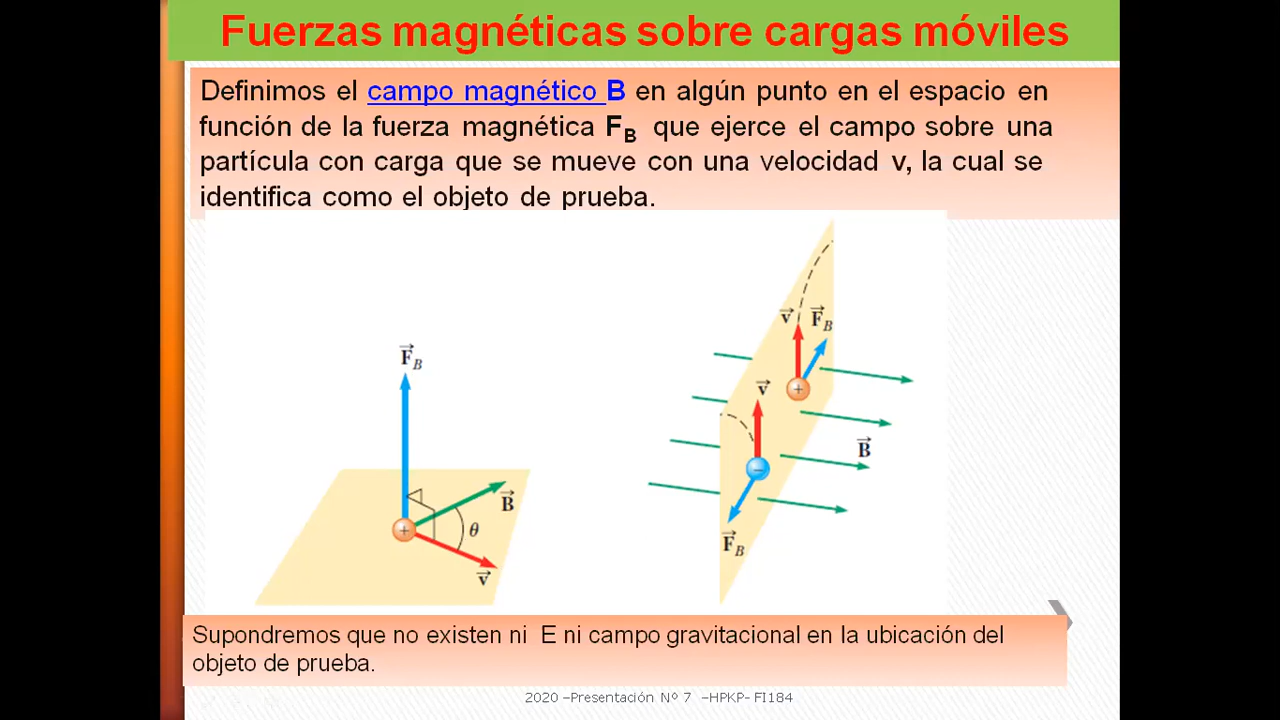 Fuerzas magnéticas sobre cargas móviles
Definimos el campo magnético B en algún punto en el espacio en
función de la fuerza magnética FB que ejerce el campo sobre una
partícula con carga que se mueve con una velocidad v, la cual se
identifica como el objeto de prueba.
F⃗B
B⃗
θ
v⃗
+
v⃗
F⃗B
+
v⃗
B⃗
−
F⃗B
Supondremos que no existen ni E ni campo gravitacional en la ubicación del
objeto de prueba.
2020 –Presentación Nº 7 –HPKP- FI184